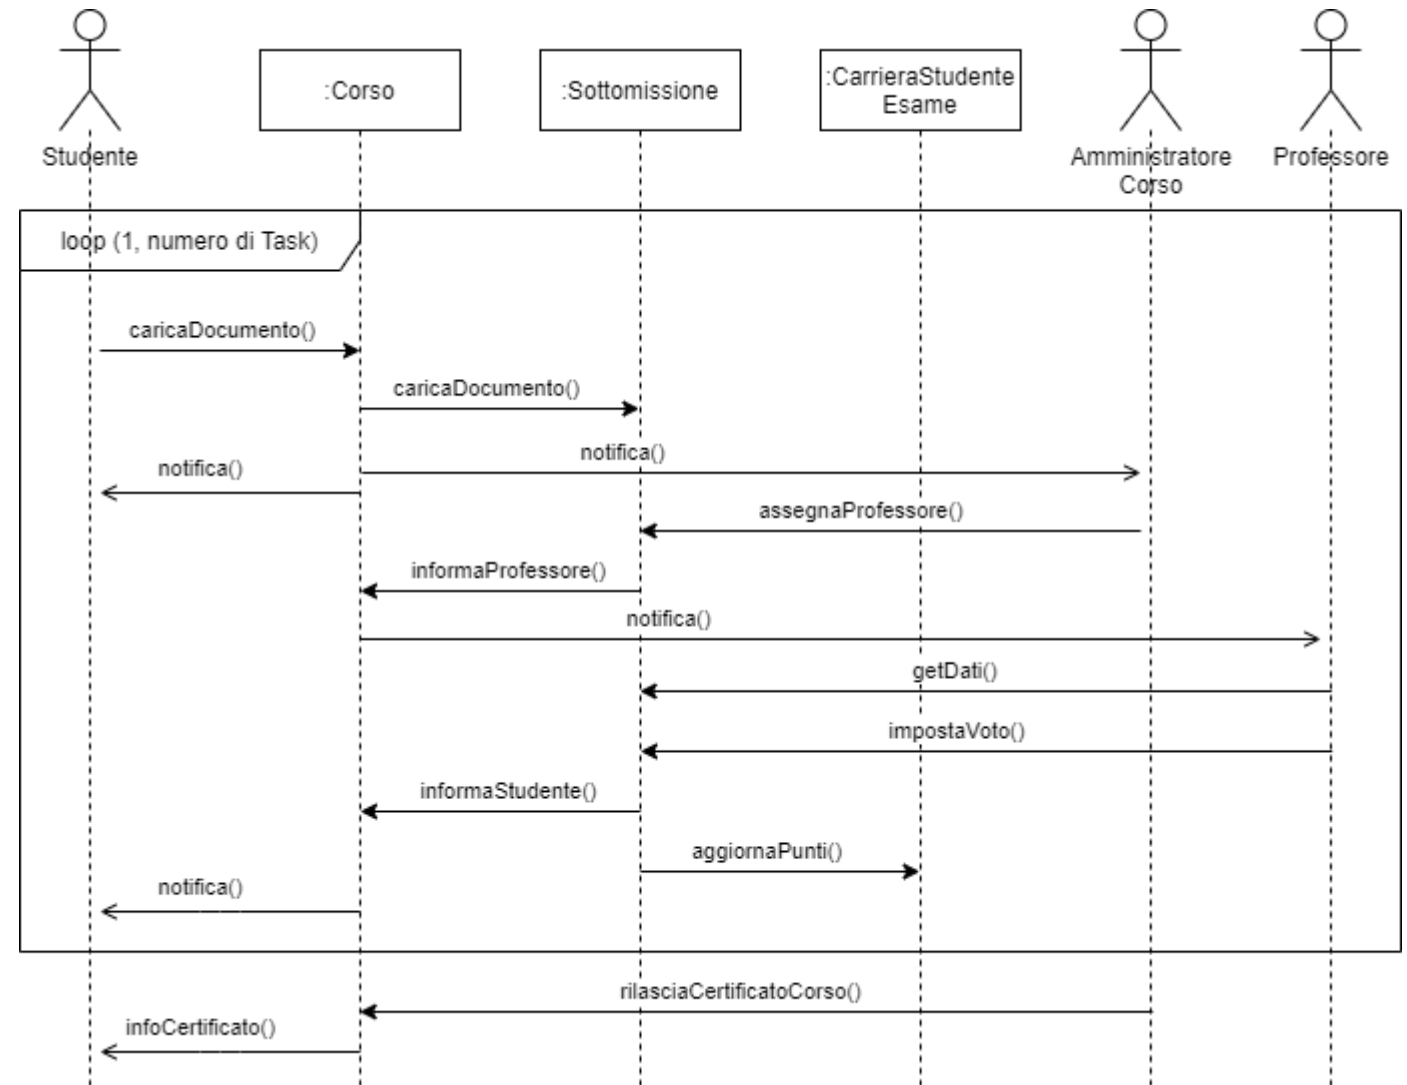 :Corso
:Sottomissione
:CarrieraStudente
Esame
Studente
Amministratore
Corso
Professore
loop (1, numero di Task)
caricaDocumento()
caricaDocumento()
notifica()
notifica()
assegnaProfessore()
informaProfessore()
notifica()
getDati()
impostaVoto()
informaStudente()
aggiornaPunti()
notifica()
rilasciaCertificatoCorso()
infoCertificato()